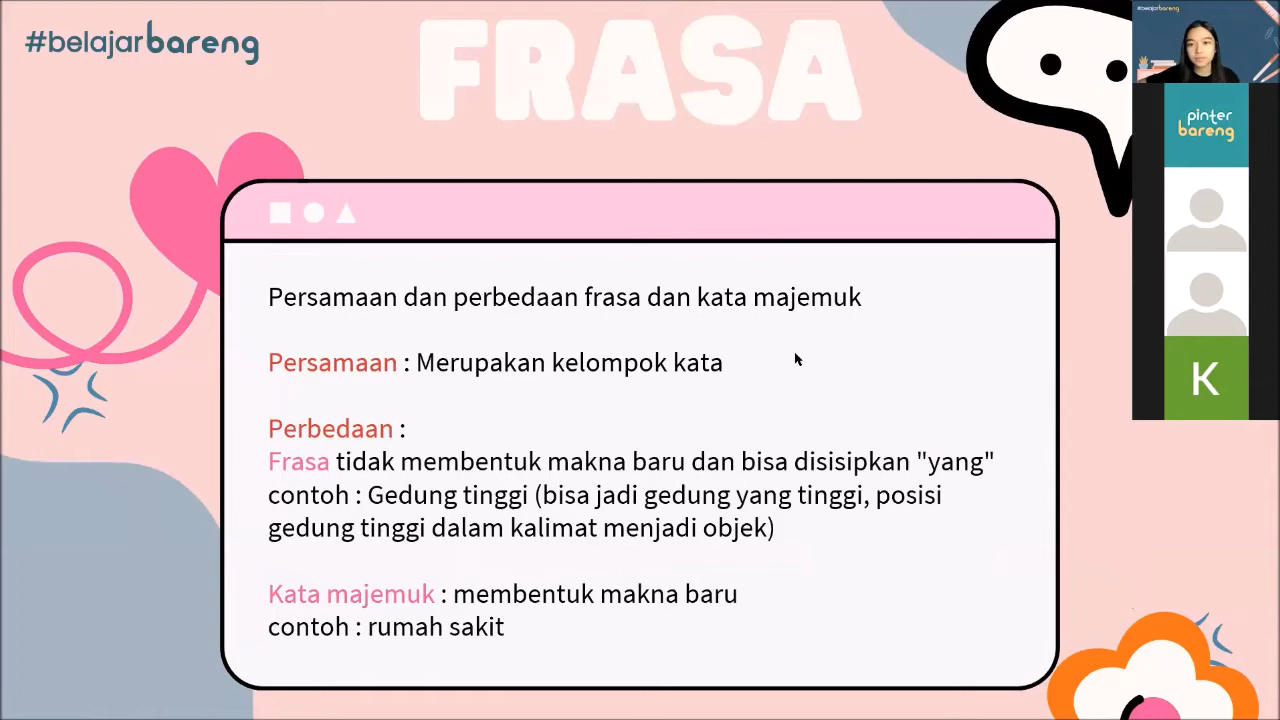 #belajarbareng
FRASA
#belajarbareng
pinter
bareng
K
Persamaan dan perbedaan frasa dan kata majemuk
Persamaan : Merupakan kelompok kata
Perbedaan :
Frasa tidak membentuk makna baru dan bisa disisipkan "yang"
contoh : Gedung tinggi (bisa jadi gedung yang tinggi, posisi
gedung tinggi dalam kalimat menjadi objek)
Kata majemuk : membentuk makna baru
contoh : rumah sakit